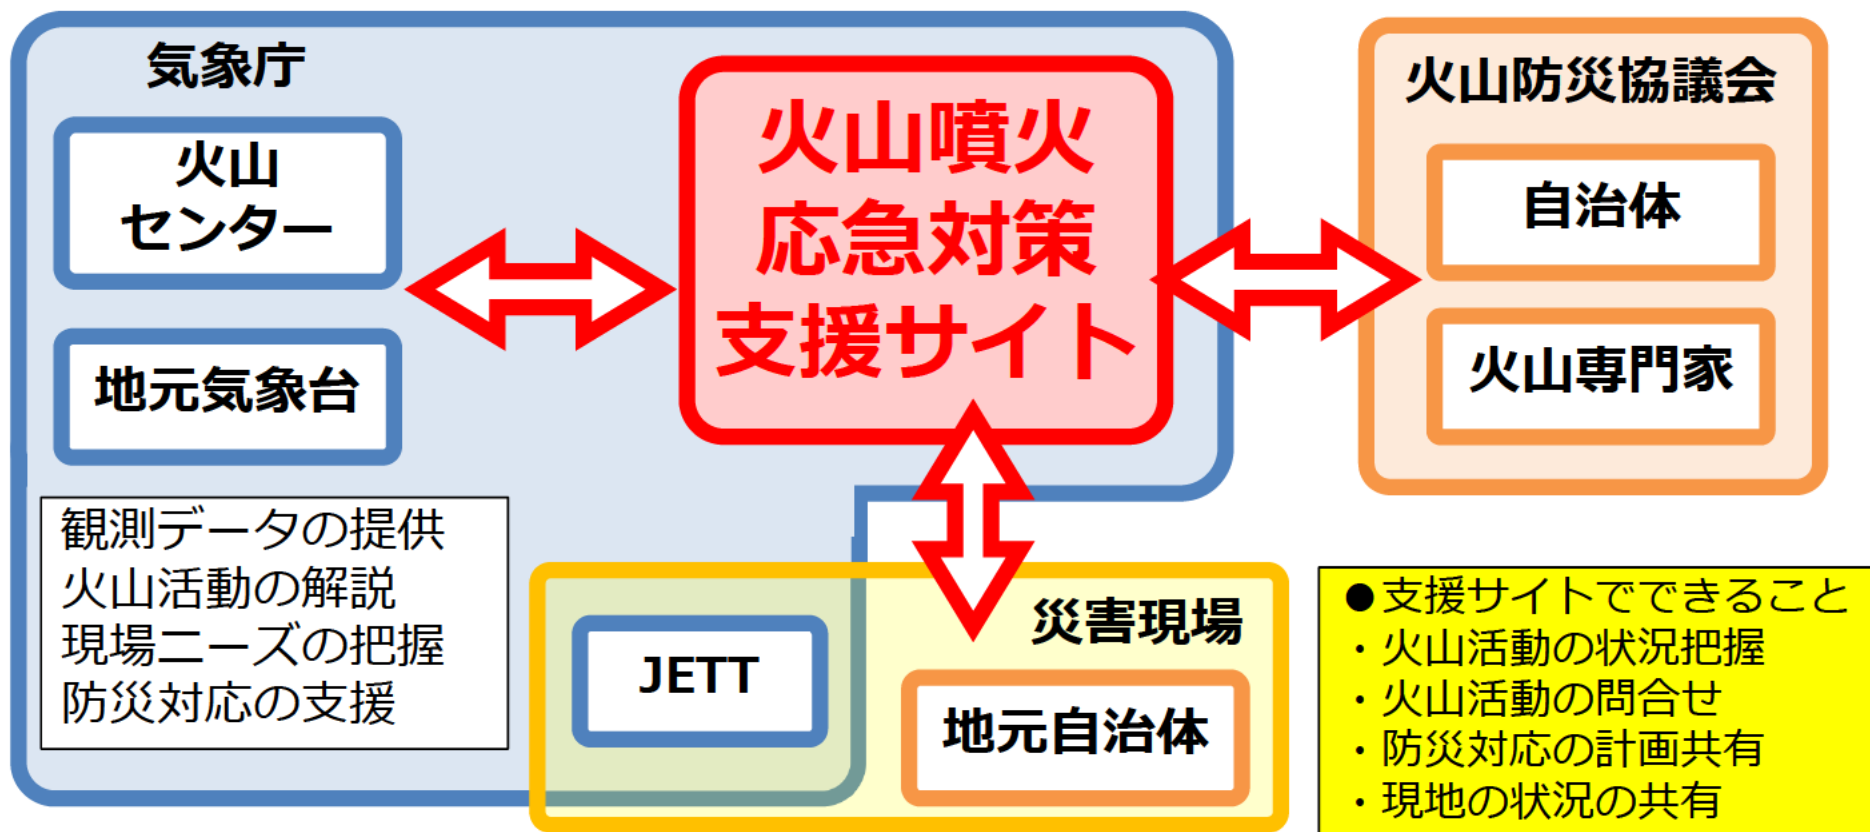 気象庁
火山
センター
地元気象台
観測データの提供
火山活動の解説
現場ニーズの把握
防災対応の支援
火山噴火
応急対策
支援サイト
火山防災協議会
自治体
火山専門家
災害現場
JETT
地元自治体
●支援サイトでできること
・火山活動の状況把握
・火山活動の問合せ
・防災対応の計画共有
・現地の状況の共有